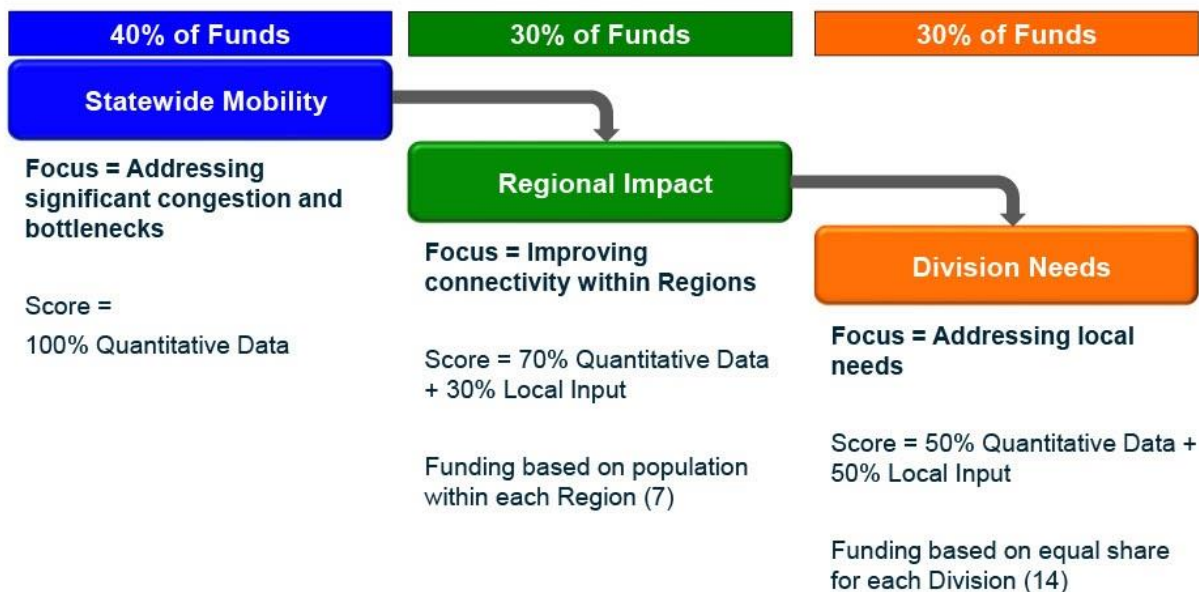 40% of Funds
Statewide Mobility
Focus = Addressing
significant congestion and
bottlenecks
Score =
100% Quantitative Data
30% of Funds
Regional Impact
Focus = Improving
connectivity within Regions
Score = 70% Quantitative Data
+ 30% Local Input
Funding based on population
within each Region (7)
30% of Funds
Division Needs
Focus = Addressing local
needs
Score = 50% Quantitative Data +
50% Local Input
Funding based on equal share
for each Division (14)